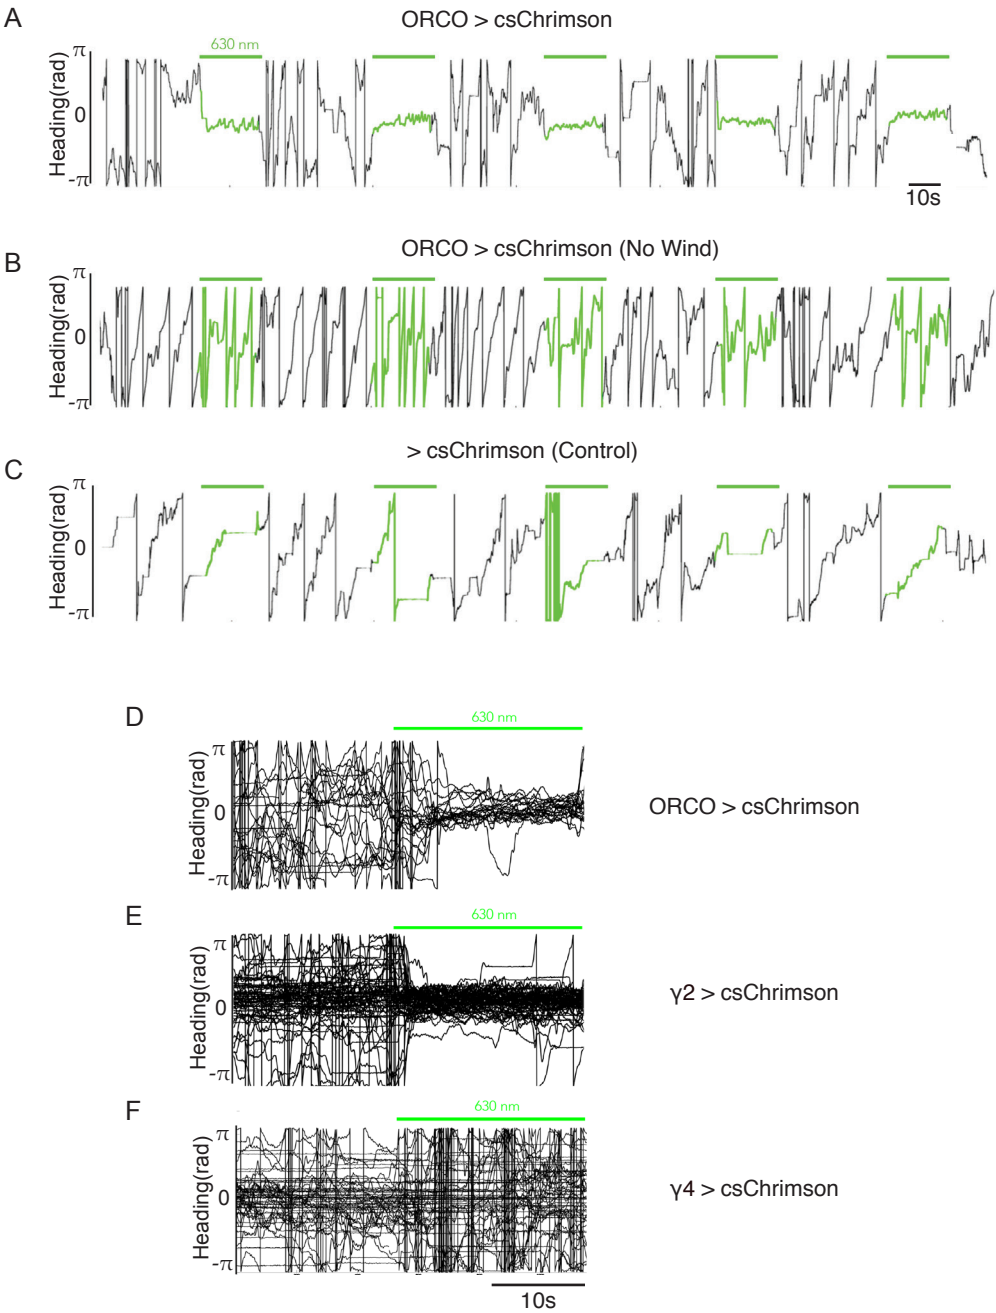 A
ORCO > csChrimson
630 nm
Heading(rad)
π
0
-π
10s
B
ORCO > csChrimson (No Wind)
Heading(rad)
π
0
-π
C
> csChrimson (Control)
Heading(rad)
π
0
-π
D
630 nm
Heading(rad)
π
0
-π
ORCO > csChrimson
E
630 nm
Heading(rad)
π
0
-π
γ2 > csChrimson
F
630 nm
Heading(rad)
π
0
-π
γ4 > csChrimson
10s